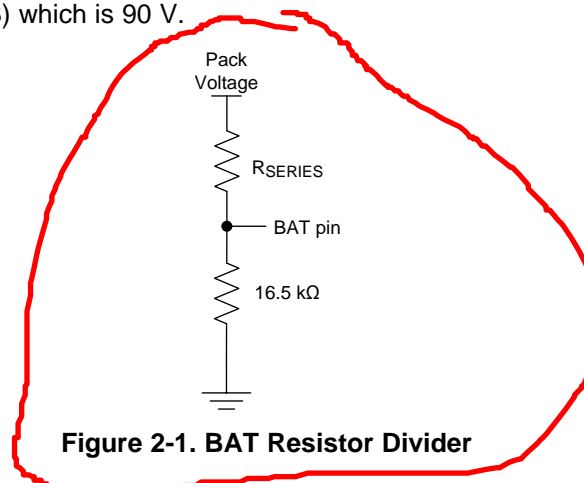 ) which is 90 V.
Pack
Voltage
RSERIES
BAT pin
16.5 kΩ
Figure 2-1. BAT Resistor Divider